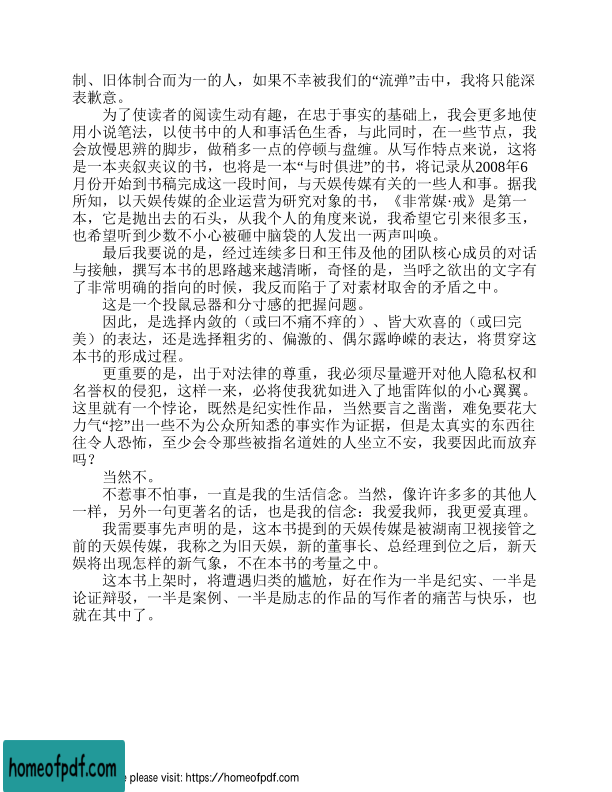 制、旧体制合而为一的人，如果不幸被我们的“流弹”击中，我将只能深
表歉意。
为了使读者的阅读生动有趣，在忠于事实的基础上，我会更多地使
用小说笔法，以使书中的人和事活色生香，与此同时，在一些节点，我
会放慢思辨的脚步，做稍多一点的停顿与盘缠。从写作特点来说，这将
是一本夹叙夹议的书，也将是一本“与时俱进”的书，将记录从2008年6
月份开始到书稿完成这一段时间，与天娱传媒有关的一些人和事。据我
所知，以天娱传媒的企业运营为研究对象的书，《非常媒·戒》是第一
本，它是抛出去的石头，从我个人的角度来说，我希望它引来很多玉，
也希望听到少数不小心被砸中脑袋的人发出一两声叫唤。
最后我要说的是，经过连续多日和王伟及他的团队核心成员的对话
与接触，撰写本书的思路越来越清晰，奇怪的是，当呼之欲出的文字有
了非常明确的指向的时候，我反而陷于了对素材取舍的矛盾之中。
这是一个投鼠忌器和分寸感的把握问题。
因此，是选择内敛的（或曰不痛不痒的）、皆大欢喜的（或曰完
美）的表达，还是选择粗劣的、偏激的、偶尔露峥嵘的表达，将贯穿这
本书的形成过程。
更重要的是，出于对法律的尊重，我必须尽量避开对他人隐私权和
名誉权的侵犯，这样一来，必将使我犹如进入了地雷阵似的小心翼翼。
这里就有一个悖论，既然是纪实性作品，当然要言之凿凿，难免要花大
力气“挖”出一些不为公众所知悉的事实作为证据，但是太真实的东西往
往令人恐怖，至少会令那些被指名道姓的人坐立不安，我要因此而放弃
吗？
当然不。
不惹事不怕事，一直是我的生活信念。当然，像许许多多的其他人
一样，另外一句更著名的话，也是我的信念：我爱我师，我更爱真理。
我需要事先声明的是，这本书提到的天娱传媒是被湖南卫视接管之
前的天娱传媒，我称之为旧天娱，新的董事长、总经理到位之后，新天
娱将出现怎样的新气象，不在本书的考量之中。
这本书上架时，将遭遇归类的尴尬，好在作为一半是纪实、一半是
论证辩驳，一半是案例、一半是励志的作品的写作者的痛苦与快乐，也
就在其中了。
homeofpdf.com
e please visit: https://homeofpdf.com